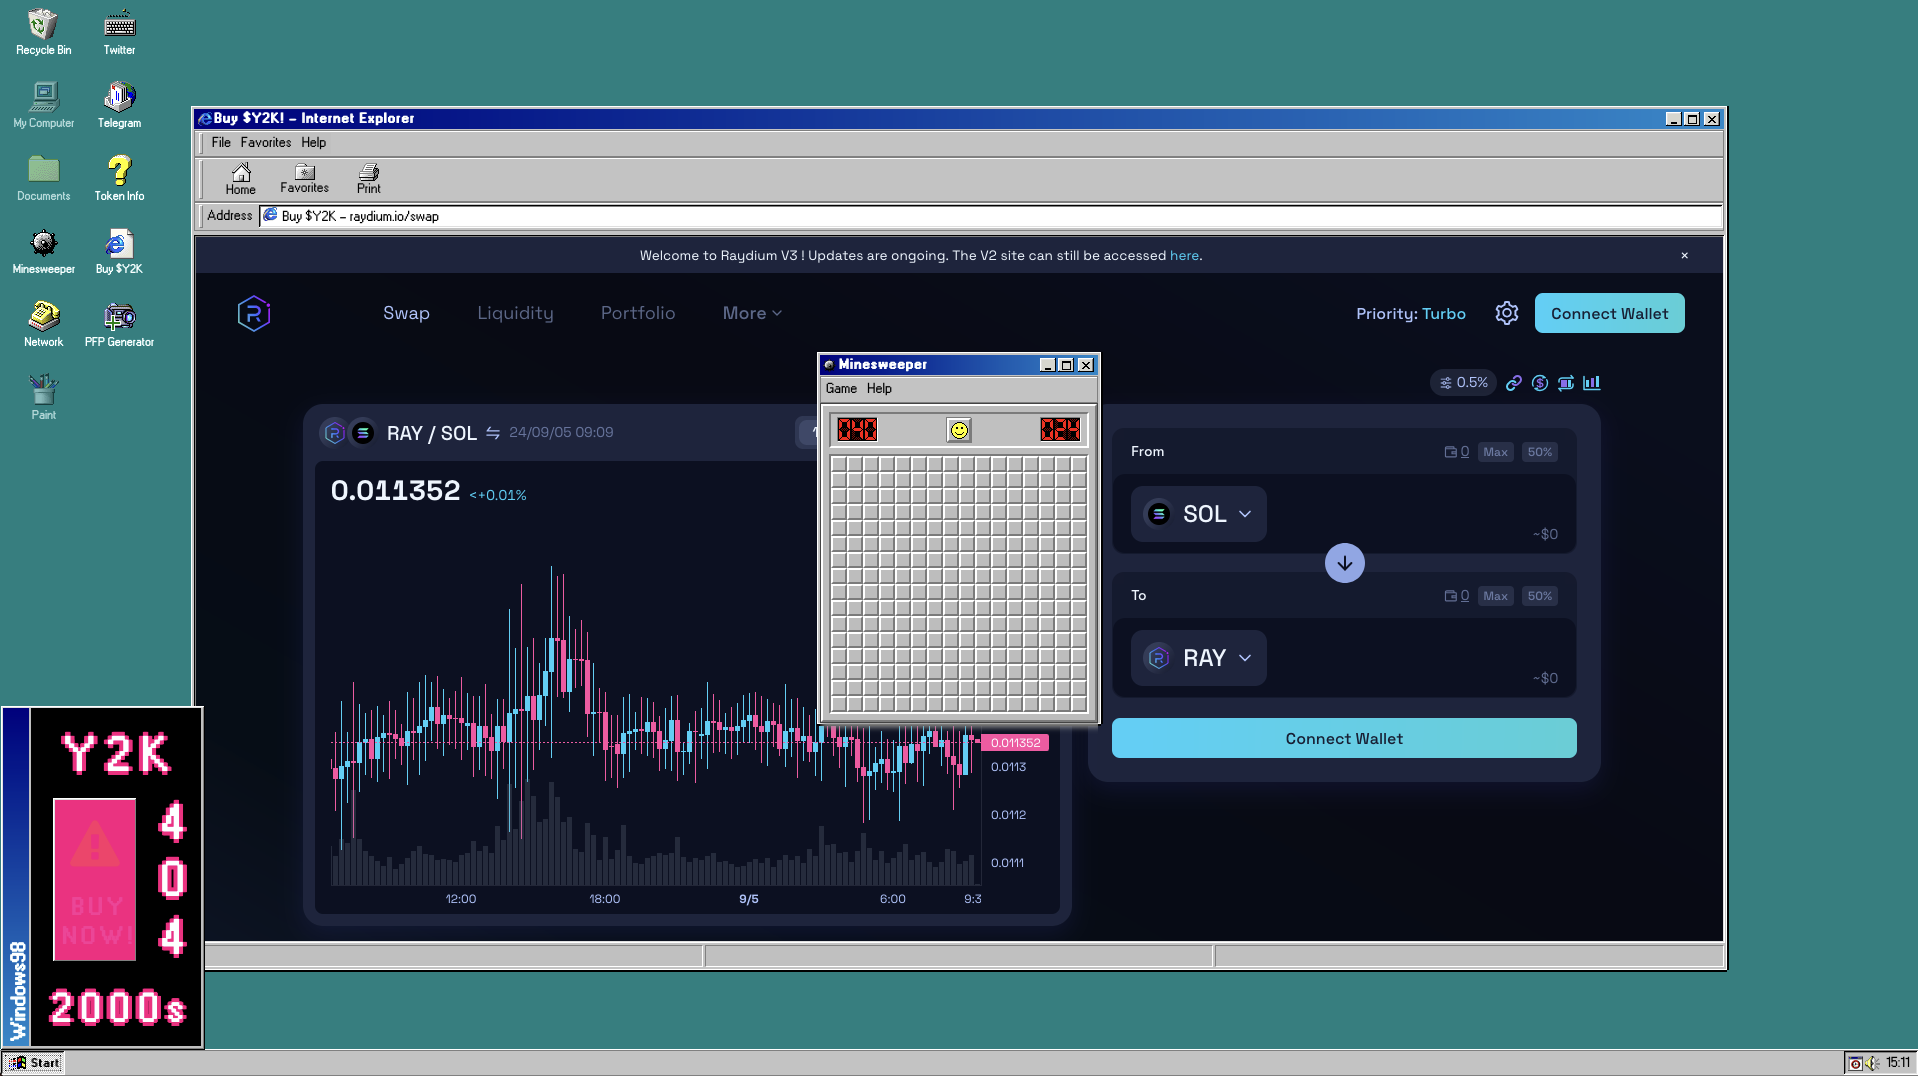 Recycle Bin
Twitter
My Computer
Telegram
Documents
Token Info
Minesweeper
Buy $Y2K
Network
PFP Generator
Paint
Buy $Y2K! – Internet Explorer
File Favorites Help
Home Favorites Print
Address Buy $Y2K – raydium.io/swap
Welcome to Raydium V3 ! Updates are ongoing. The V2 site can still be accessed here.
Swap Liquidity Portfolio More
Priority: Turbo
Connect Wallet
0.5%
RAY / SOL 24/09/05 09:09
0.011352 <+0.01%
0.011352
0.0113
0.0112
0.0111
12:00 18:00 9/5 6:00 9:3
Minesweeper
Game Help
040 024
From 0 Max 50%
SOL
~$0
To 0 Max 50%
RAY
~$0
Connect Wallet
Y2K
404
BUY
NOW!
2000s
Windows98
Start
15:11